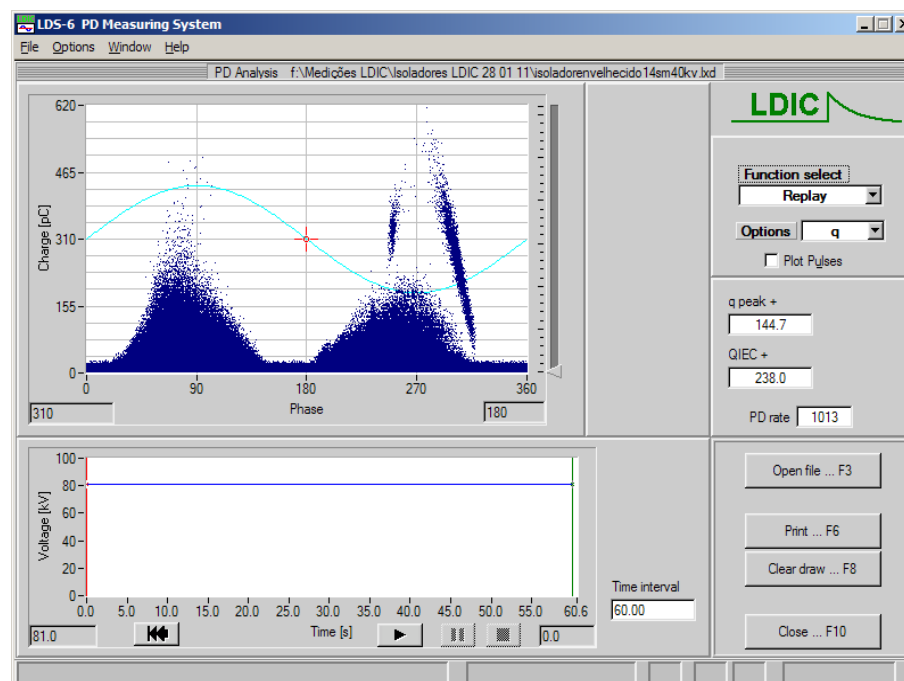 LDS-6 PD Measuring System
File Options Window Help
PD Analysis f:\Medições LDIC\Isoladores LDIC 28 01 11\isoladorenvelhecido14sm40kv.lxd
620
465
310
155
0
Charge [pC]
0 90 180 270 360
Phase
310
180
LDIC
Function select
Replay
Options q
Plot Pulses
q peak +
144.7
QIEC +
238.0
PD rate 1013
100
80
60
40
20
0
Voltage [kV]
0.0 5.0 10.0 15.0 20.0 25.0 30.0 35.0 40.0 45.0 50.0 55.0 60.6
Time [s]
81.0
0.0
Time interval
60.00
Open file ... F3
Print ... F6
Clear draw ... F8
Close ... F10